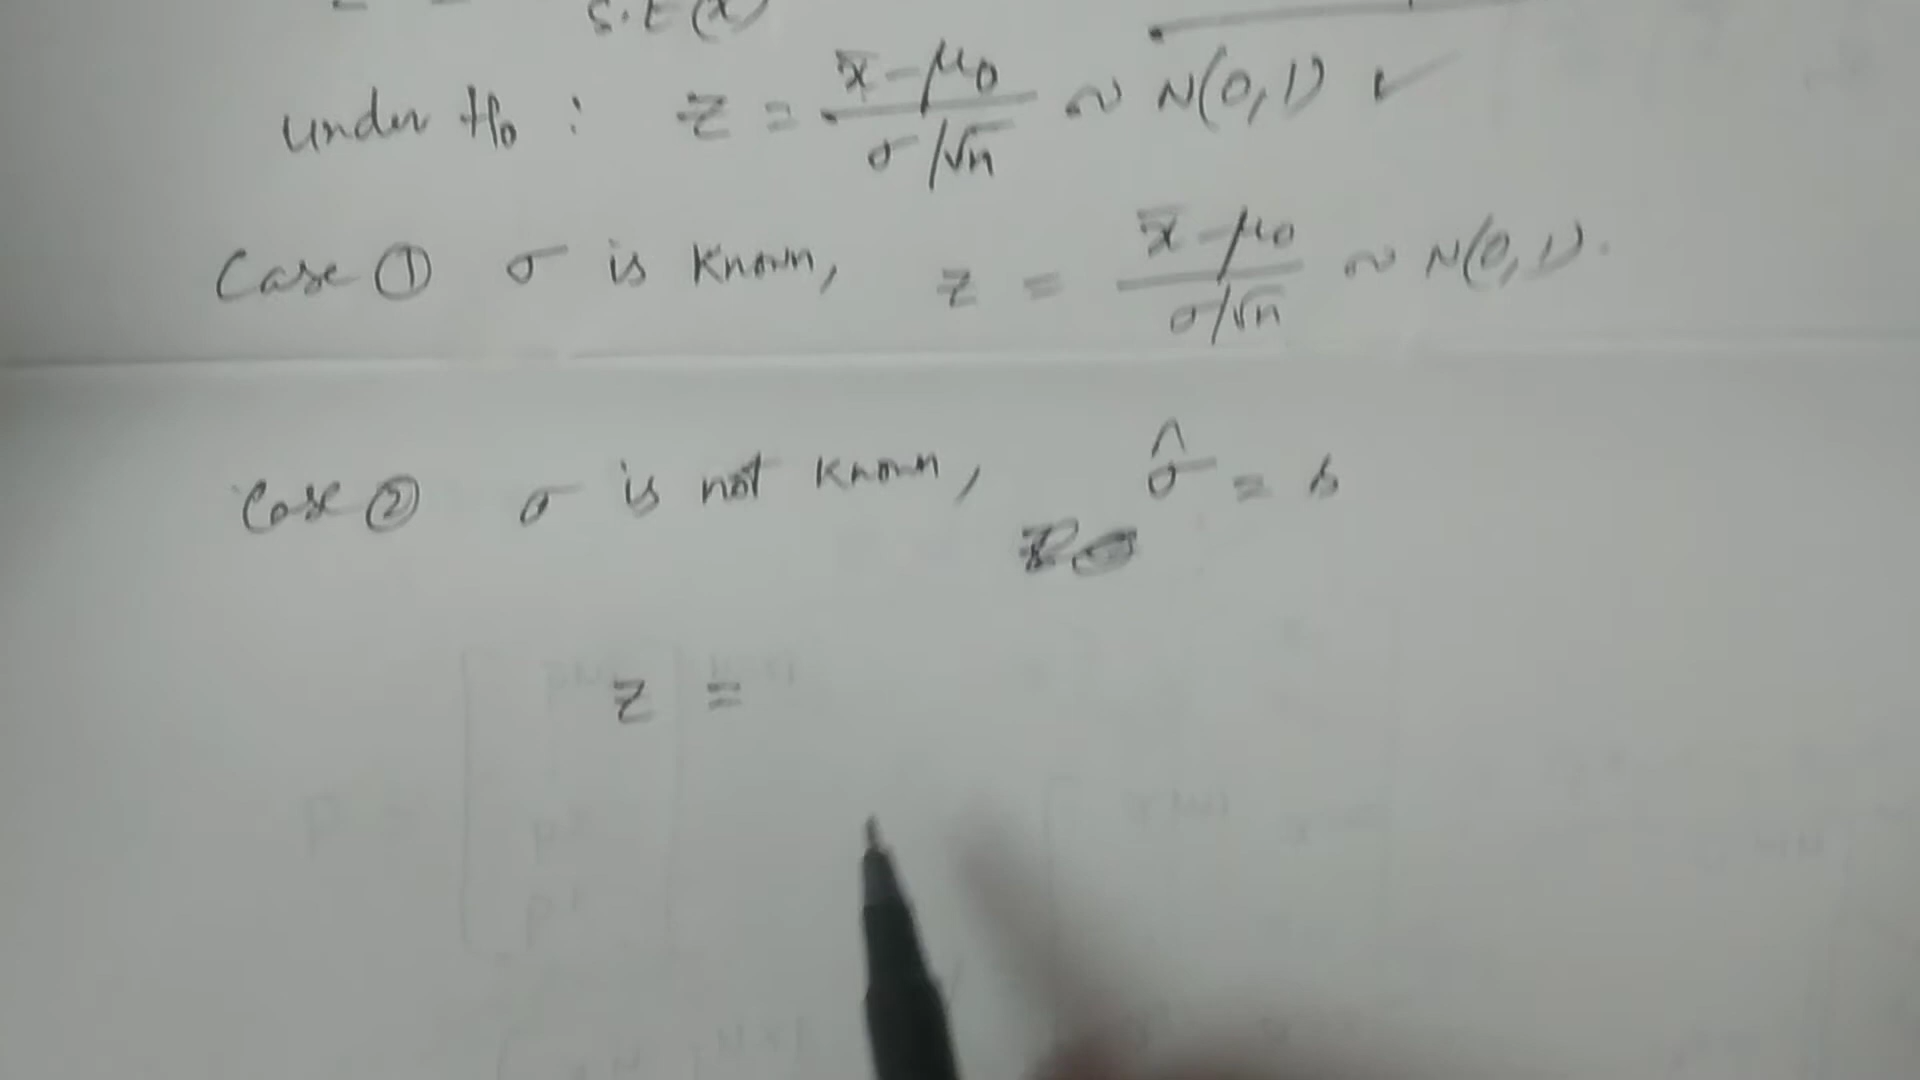 S.E(x̄)
under H₀ : z = x̄-μ₀ / σ/√n ~ N(0,1) ✓
Case ① σ is known, z = x̄-μ₀ / σ/√n ~ N(0,1).
Case ② σ is not known, σ̂ = s
z =